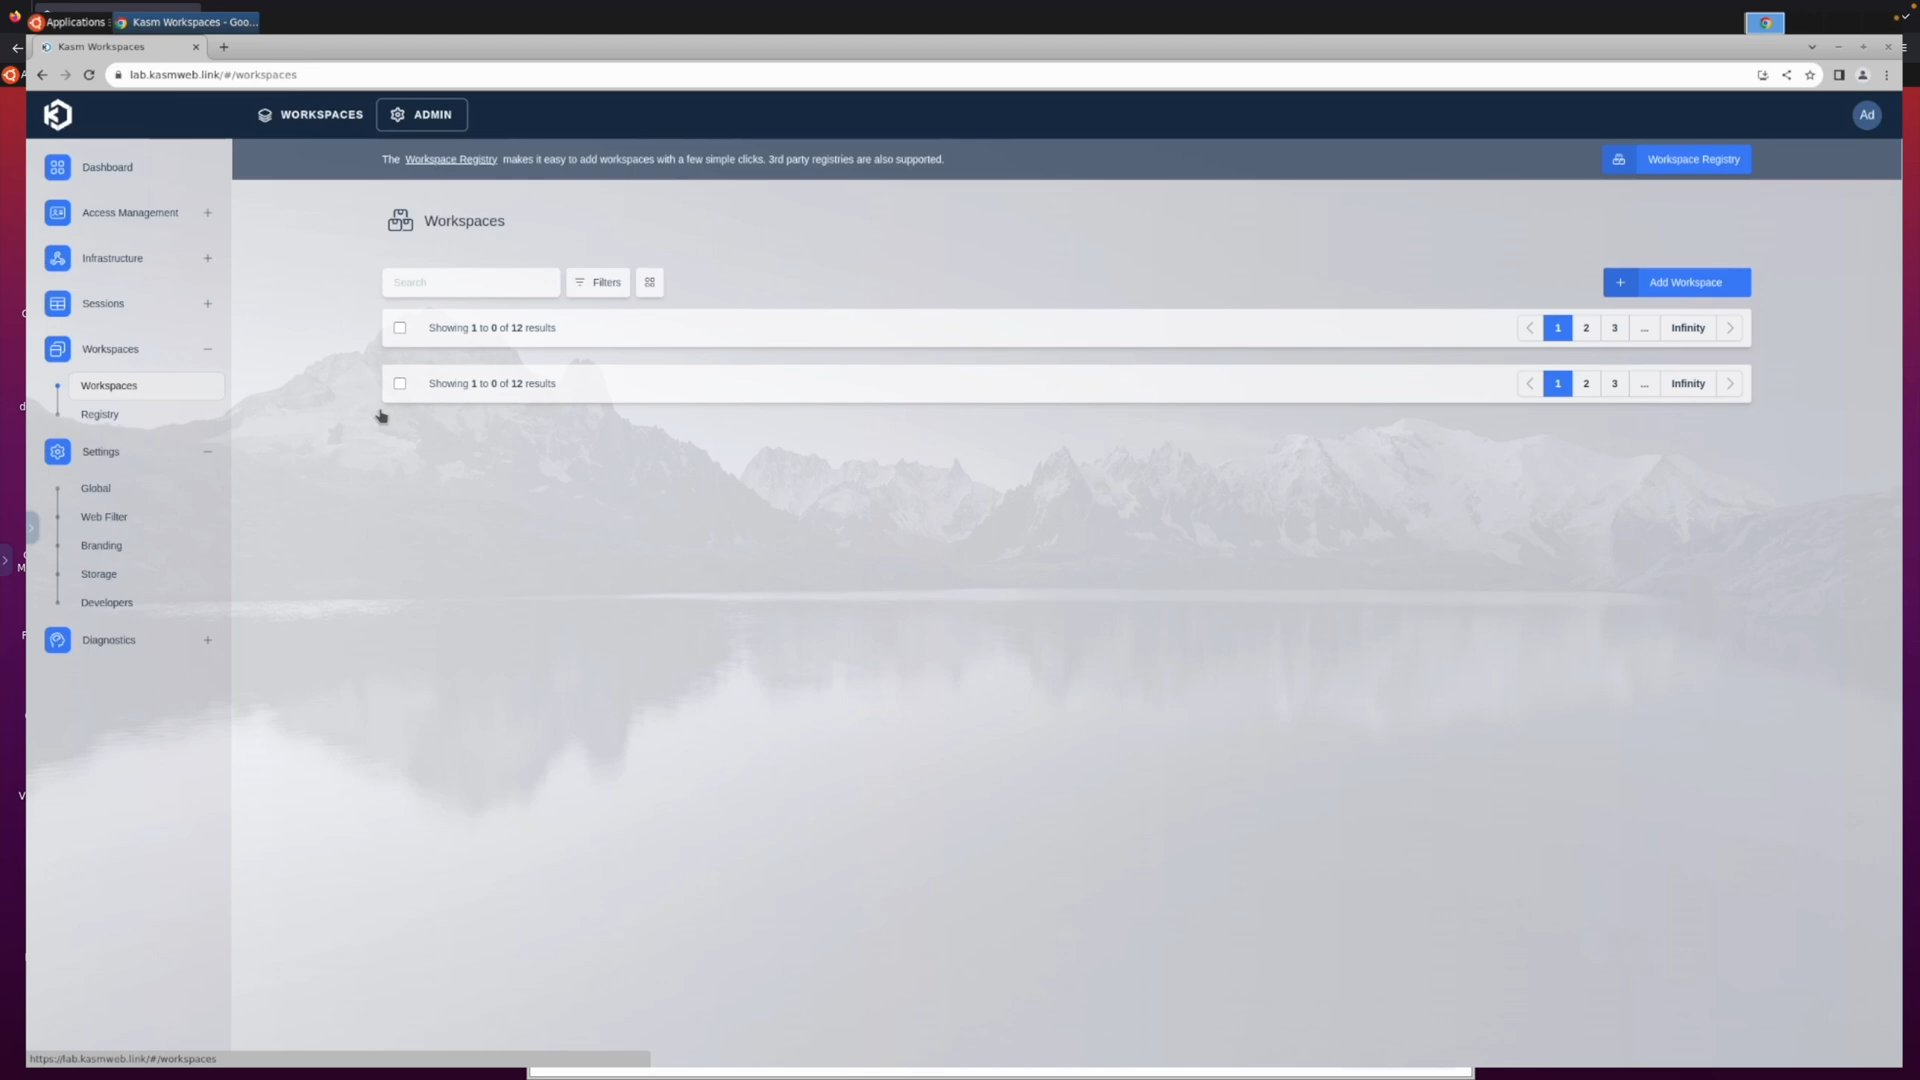 Applications
Kasm Workspaces - Goo...
Kasm Workspaces
lab.kasmweb.link/#/workspaces
WORKSPACES
ADMIN
Ad
Dashboard
Access Management
Infrastructure
Sessions
Workspaces
Workspaces
Registry
Settings
Global
Web Filter
Branding
Storage
Developers
Diagnostics
The Workspace Registry makes it easy to add workspaces with a few simple clicks. 3rd party registries are also supported.
Workspace Registry
Workspaces
Search
Filters
Add Workspace
Showing 1 to 0 of 12 results
1 2 3 ... Infinity
Showing 1 to 0 of 12 results
1 2 3 ... Infinity
https://lab.kasmweb.link/#/workspaces